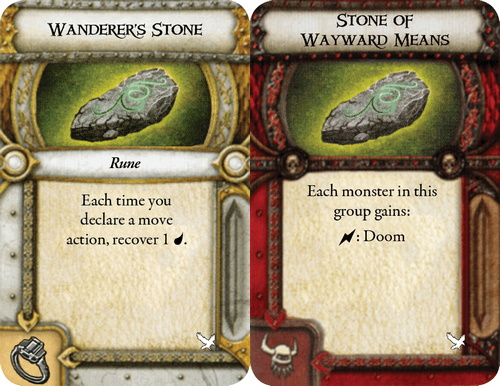 WANDERER'S STONE
Rune
Each time you
declare a move
action, recover 1 .
STONE OF
WAYWARD MEANS
Each monster in this
group gains:
: Doom